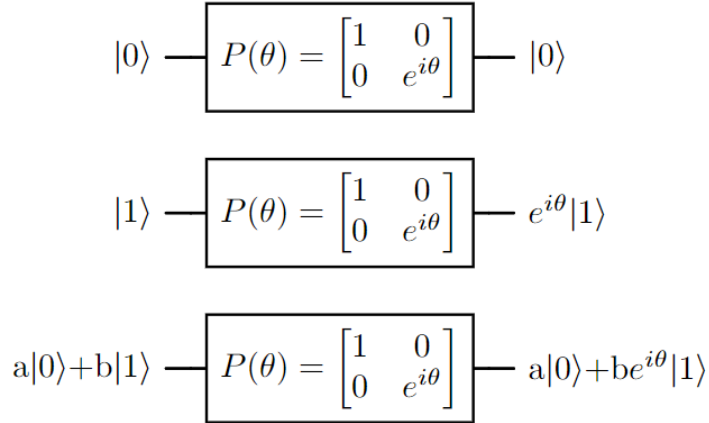 |0⟩ P(θ) = [1 0; 0 e^{iθ}] |0⟩
|1⟩ P(θ) = [1 0; 0 e^{iθ}] e^{iθ}|1⟩
a|0⟩+b|1⟩ P(θ) = [1 0; 0 e^{iθ}] a|0⟩+be^{iθ}|1⟩